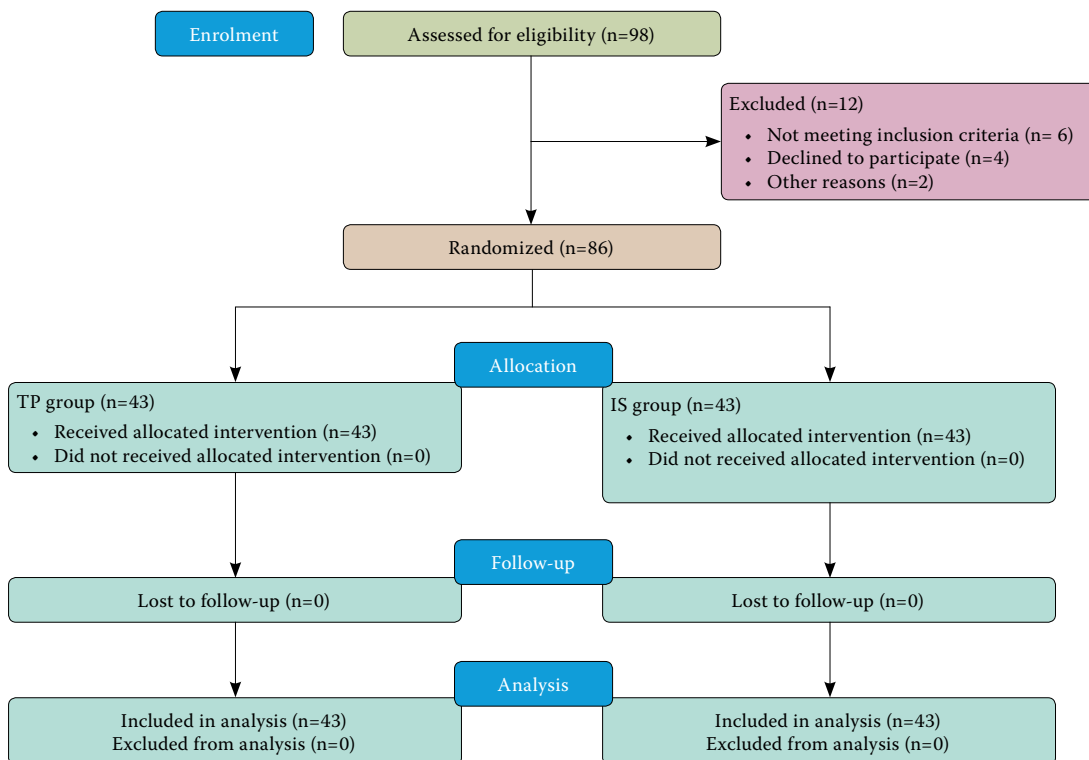 Enrolment
Assessed for eligibility (n=98)
Excluded (n=12)
• Not meeting inclusion criteria (n= 6)
• Declined to participate (n=4)
• Other reasons (n=2)
Randomized (n=86)
Allocation
TP group (n=43)
• Received allocated intervention (n=43)
• Did not received allocated intervention (n=0)
IS group (n=43)
• Received allocated intervention (n=43)
• Did not received allocated intervention (n=0)
Follow-up
Lost to follow-up (n=0)
Lost to follow-up (n=0)
Analysis
Included in analysis (n=43)
Excluded from analysis (n=0)
Included in analysis (n=43)
Excluded from analysis (n=0)